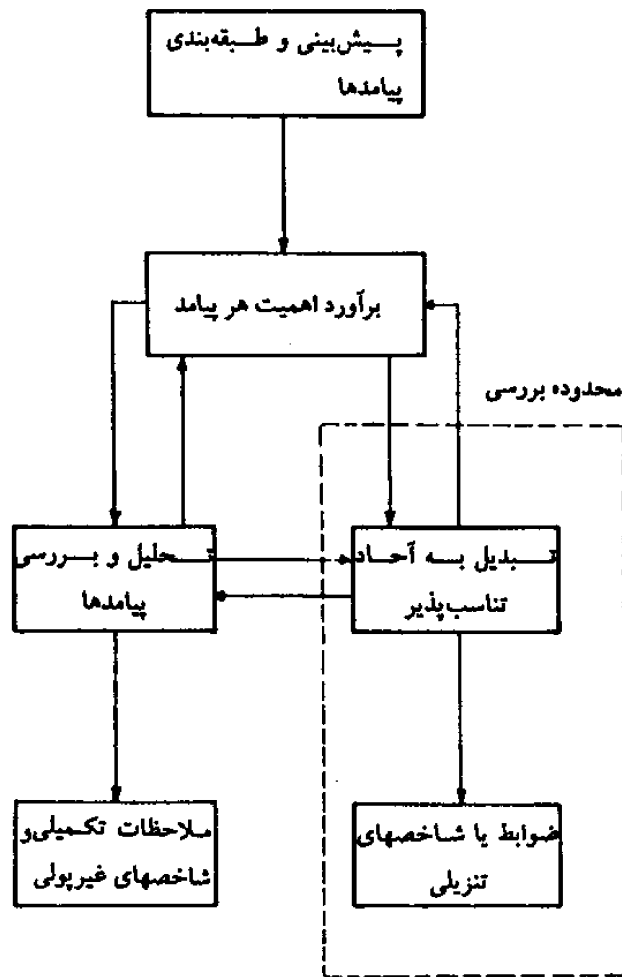 پیش‌بینی و طبقه‌بندی
پیامدها
برآورد اهمیت هر پیامد
محدوده بررسی
تبدیل به آحاد
تناسب‌پذیر
تحلیل و بررسی
پیامدها
ضوابط یا شاخصهای
تنزیلی
ملاحظات تکمیلی و
شاخصهای غیرپولی